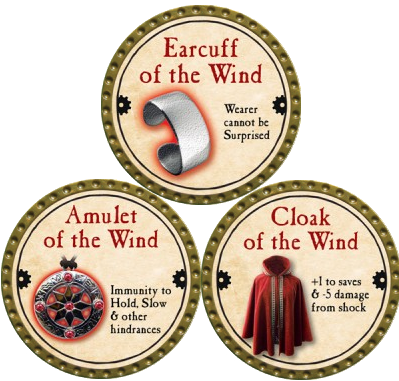 Earcuff
of the Wind
Wearer
cannot be
Surprised
Amulet
of the Wind
Immunity to
Hold, Slow
& other
hindrances
Cloak
of the Wind
+1 to saves
& -5 damage
from shock